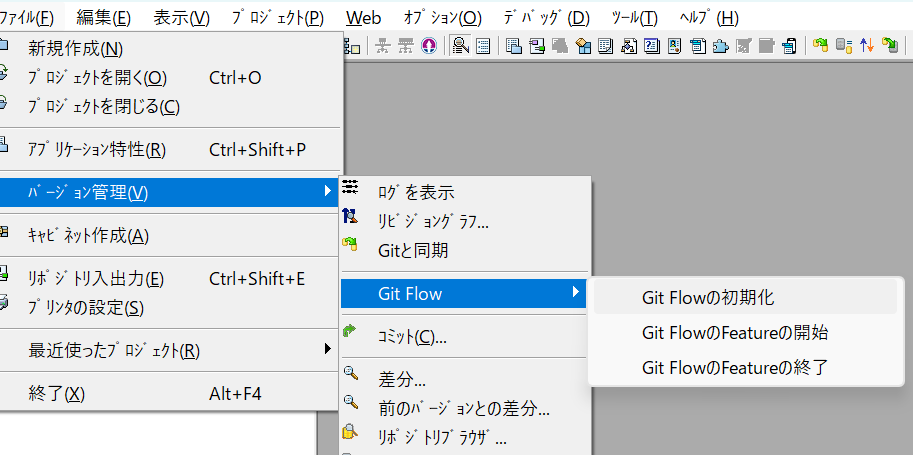 ファイル(F) 編集(E) 表示(V) ﾌﾟﾛｼﾞｪｸﾄ(P) Web ｵﾌﾟｼｮﾝ(O) ﾃﾞﾊﾞｯｸﾞ(D) ﾂｰﾙ(T) ﾍﾙﾌﾟ(H)
新規作成(N)
ﾌﾟﾛｼﾞｪｸﾄを開く(O) Ctrl+O
ﾌﾟﾛｼﾞｪｸﾄを閉じる(C)
ｱﾌﾟﾘｹｰｼｮﾝ特性(R) Ctrl+Shift+P
ﾊﾞｰｼﾞｮﾝ管理(V)
ｷｬﾋﾞﾈｯﾄ作成(A)
ﾘﾎﾟｼﾞﾄﾘ入出力(E) Ctrl+Shift+E
ﾌﾟﾘﾝﾀの設定(S)
最近使ったﾌﾟﾛｼﾞｪｸﾄ(R)
終了(X) Alt+F4
ﾛｸﾞを表示
ﾘﾋﾞｼﾞｮﾝｸﾞﾗﾌ...
Gitと同期
Git Flow
ｺﾐｯﾄ(C)...
差分...
前のﾊﾞｰｼﾞｮﾝとの差分...
ﾘﾎﾟｼﾞﾄﾘﾌﾞﾗｳｻﾞ...
Git Flowの初期化
Git FlowのFeatureの開始
Git FlowのFeatureの終了